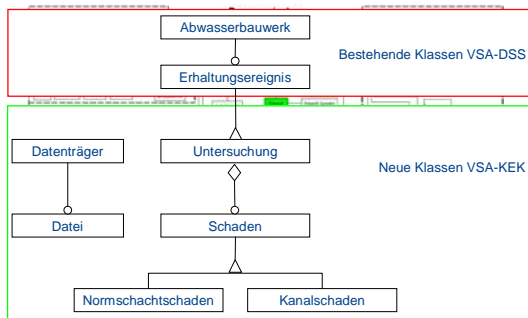 Abwasserbauwerk
Bestehende Klassen VSA-DSS
Erhaltungsereignis
Datenträger
Untersuchung
Neue Klassen VSA-KEK
Datei
Schaden
Normschachtschaden
Kanalschaden